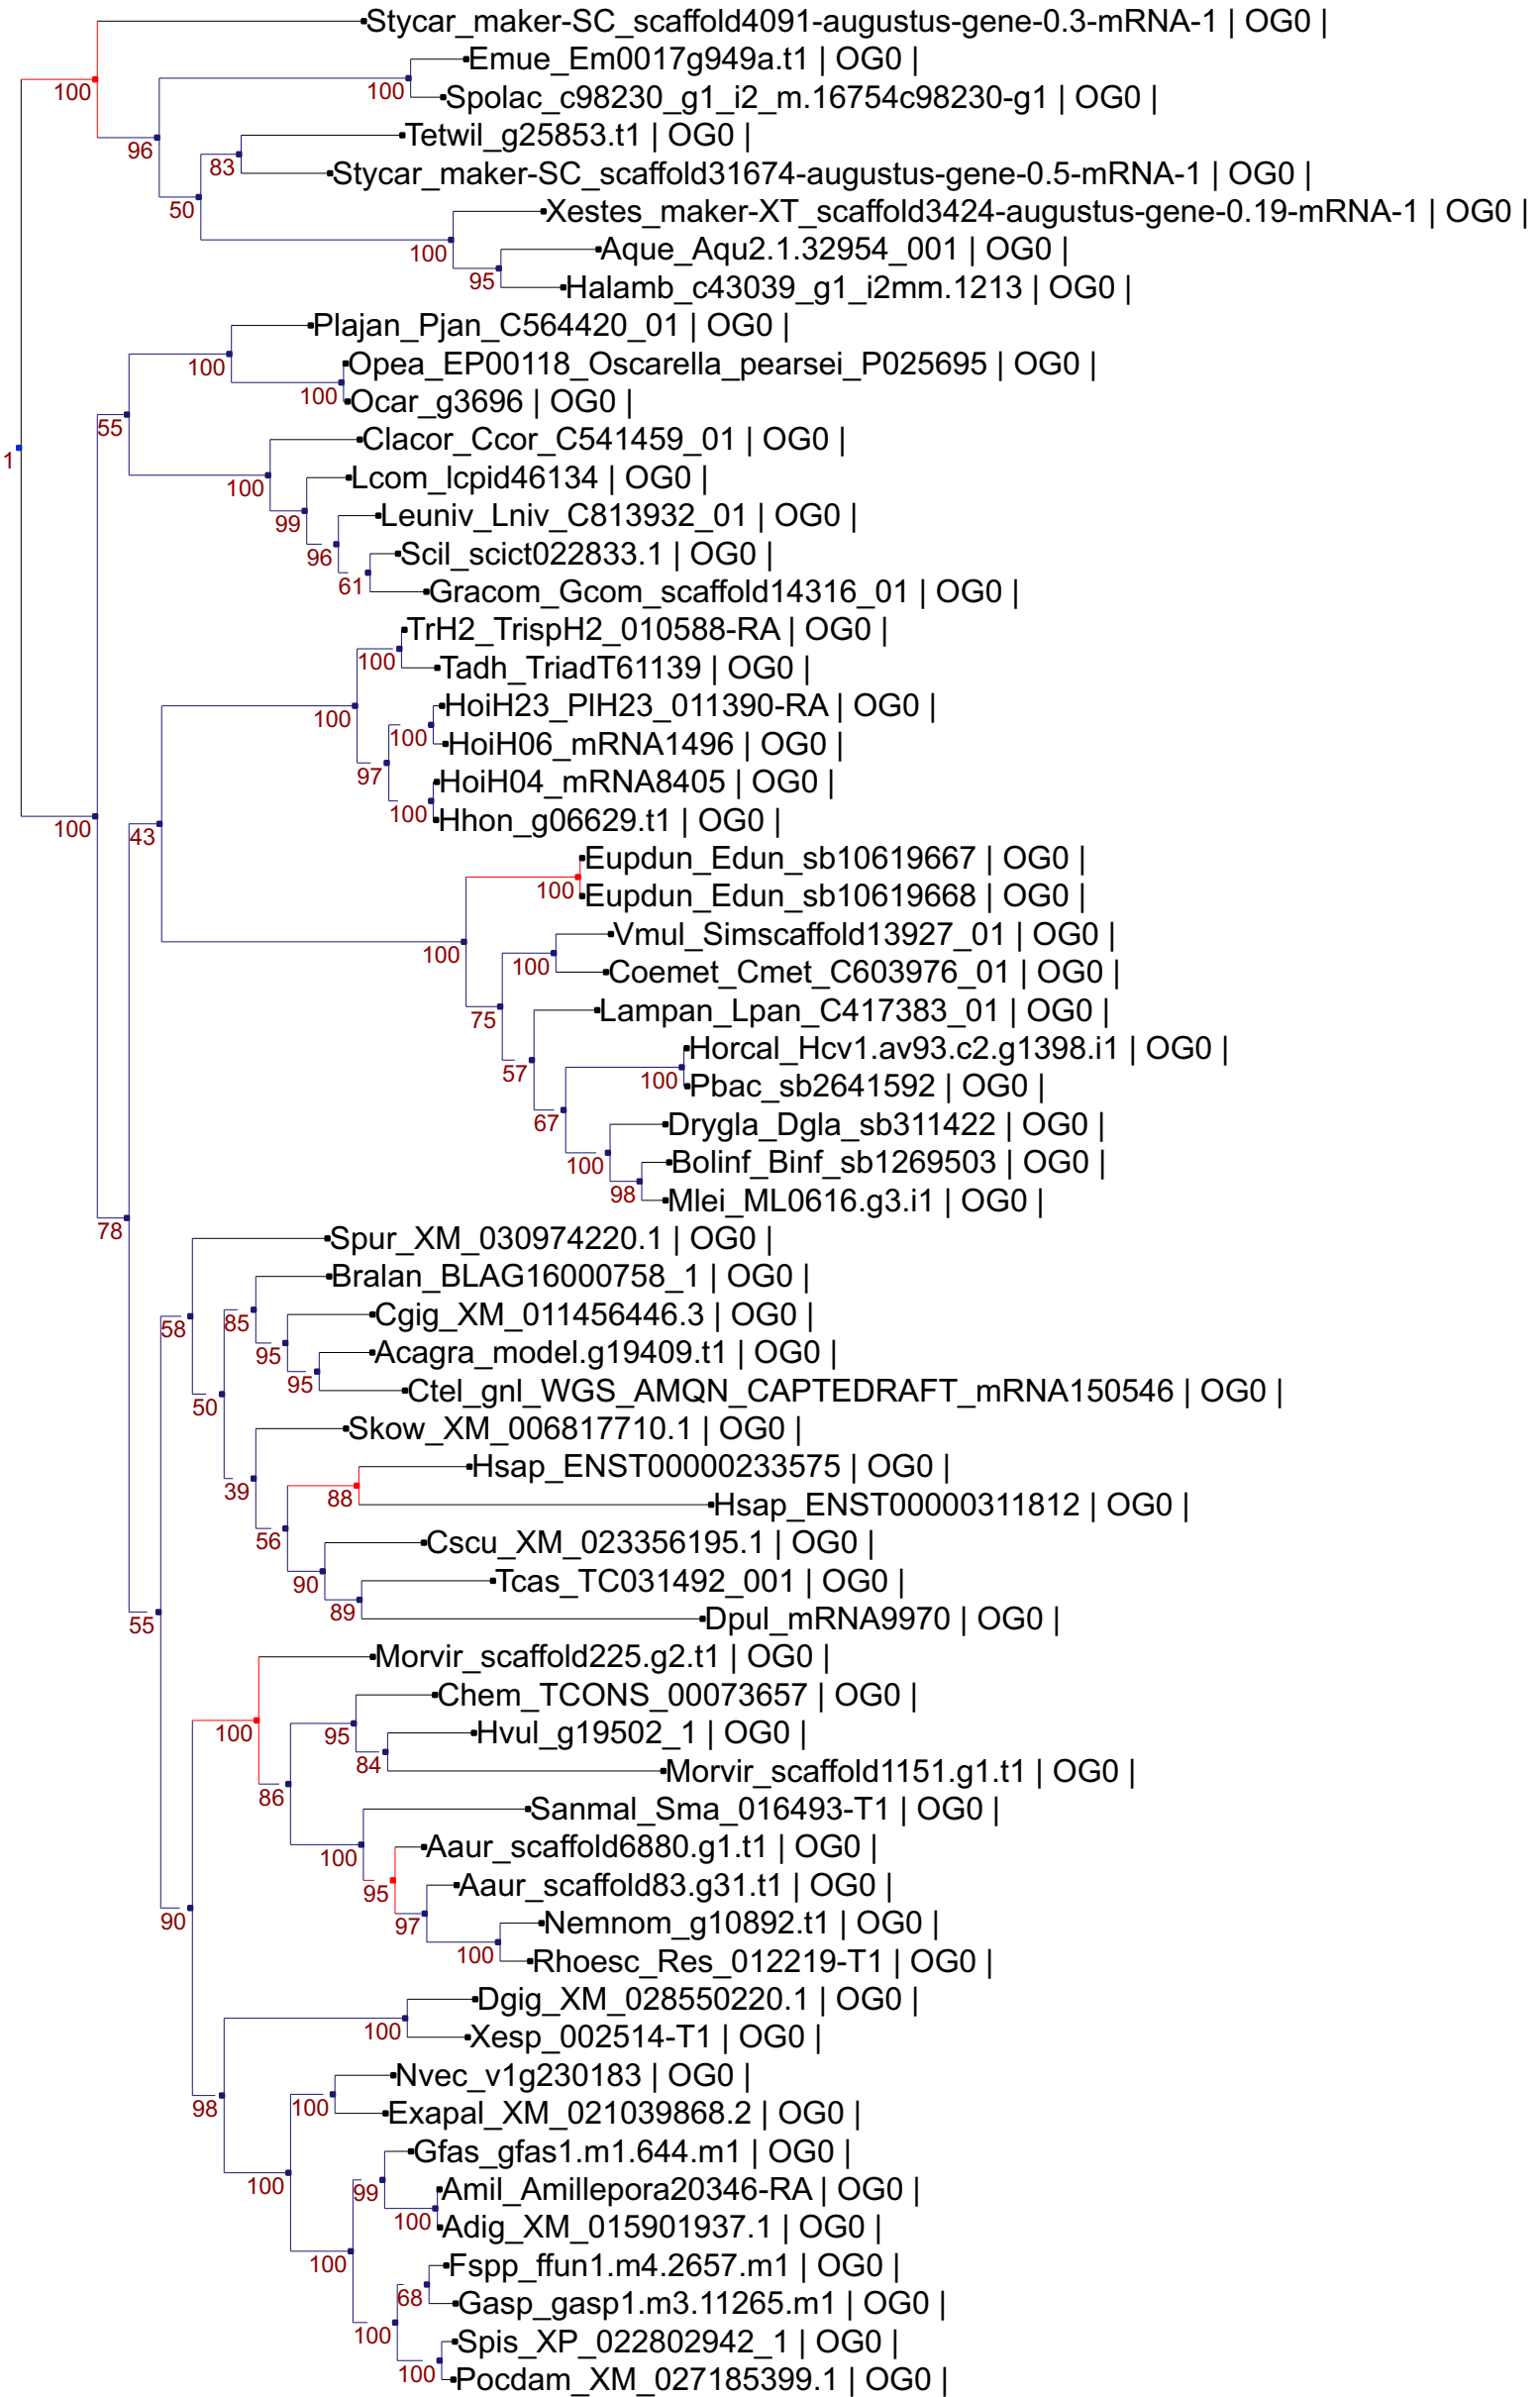 Stycar_maker-SC_scaffold4091-augustus-gene-0.3-mRNA-1 | OG0 |
Emue_Em0017g949a.t1 | OG0 |
100
100
Spolac_c98230_g1_i2_m.16754c98230-g1 | OG0 |
Tetwil_g25853.t1 | OG0 |
96
83
Stycar_maker-SC_scaffold31674-augustus-gene-0.5-mRNA-1 | OG0 |
50
Xestes_maker-XT_scaffold3424-augustus-gene-0.19-mRNA-1 | OG0 |
100
Aque_Aqu2.1.32954_001 | OG0 |
95
Halamb_c43039_g1_i2mm.1213 | OG0 |
Plajan_Pjan_C564420_01 | OG0 |
100
Opea_EP00118_Oscarella_pearsei_P025695 | OG0 |
100
Ocar_g3696 | OG0 |
55
Clacor_Ccor_C541459_01 | OG0 |
1
100
Lcom_lcpid46134 | OG0 |
99
Leuniv_Lniv_C813932_01 | OG0 |
96
Scil_scict022833.1 | OG0 |
61
Gracom_Gcom_scaffold14316_01 | OG0 |
TrH2_TrispH2_010588-RA | OG0 |
100
Tadh_TriadT61139 | OG0 |
100
HoiH23_PlH23_011390-RA | OG0 |
100
HoiH06_mRNA1496 | OG0 |
97
HoiH04_mRNA8405 | OG0 |
100
Hhon_g06629.t1 | OG0 |
100
43
Eupdun_Edun_sb10619667 | OG0 |
100
Eupdun_Edun_sb10619668 | OG0 |
Vmul_Simscaffold13927_01 | OG0 |
100
100
Coemet_Cmet_C603976_01 | OG0 |
75
Lampan_Lpan_C417383_01 | OG0 |
57
Horcal_Hcv1.av93.c2.g1398.i1 | OG0 |
100
Pbac_sb2641592 | OG0 |
67
Drygla_Dgla_sb311422 | OG0 |
100
Bolinf_Binf_sb1269503 | OG0 |
98
Mlei_ML0616.g3.i1 | OG0 |
78
Spur_XM_030974220.1 | OG0 |
Bralan_BLAG16000758_1 | OG0 |
58
85
Cgig_XM_011456446.3 | OG0 |
95
Acagra_model.g19409.t1 | OG0 |
95
Ctel_gnl_WGS_AMQN_CAPTEDRAFT_mRNA150546 | OG0 |
50
Skow_XM_006817710.1 | OG0 |
39
Hsap_ENST00000233575 | OG0 |
88
Hsap_ENST00000311812 | OG0 |
56
Cscu_XM_023356195.1 | OG0 |
90
Tcas_TC031492_001 | OG0 |
89
Dpul_mRNA9970 | OG0 |
55
Morvir_scaffold225.g2.t1 | OG0 |
100
Chem_TCONS_00073657 | OG0 |
95
Hvul_g19502_1 | OG0 |
84
Morvir_scaffold1151.g1.t1 | OG0 |
86
Sanmal_Sma_016493-T1 | OG0 |
100
Aaur_scaffold6880.g1.t1 | OG0 |
95
Aaur_scaffold83.g31.t1 | OG0 |
90
97
Nemnom_g10892.t1 | OG0 |
100
Rhoesc_Res_012219-T1 | OG0 |
Dgig_XM_028550220.1 | OG0 |
100
Xesp_002514-T1 | OG0 |
Nvec_v1g230183 | OG0 |
98
100
Exapal_XM_021039868.2 | OG0 |
Gfas_gfas1.m1.644.m1 | OG0 |
100
99
Amil_Amillepora20346-RA | OG0 |
100
Adig_XM_015901937.1 | OG0 |
100
Fspp_ffun1.m4.2657.m1 | OG0 |
68
Gasp_gasp1.m3.11265.m1 | OG0 |
100
Spis_XP_022802942_1 | OG0 |
100
Pocdam_XM_027185399.1 | OG0 |